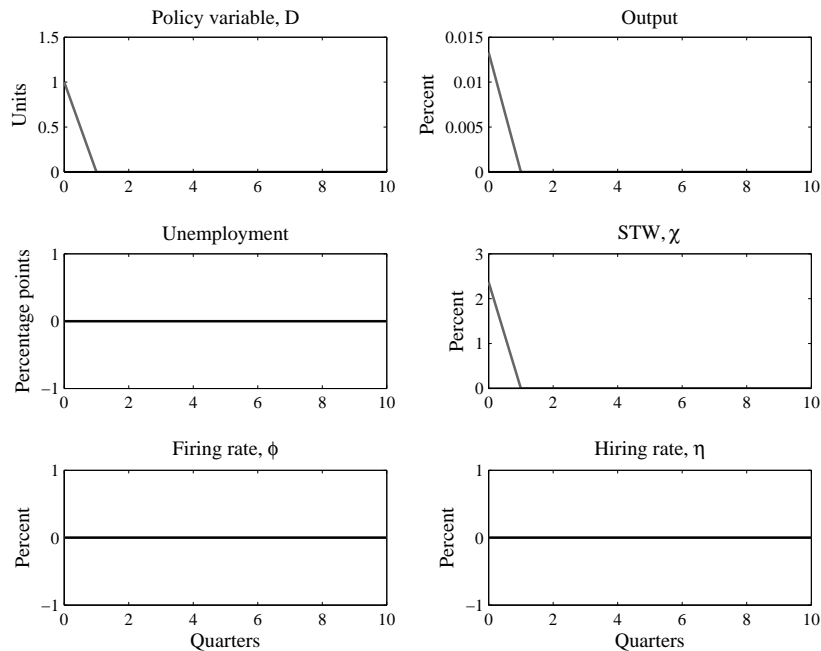 Policy variable, D
1.5
1
0.5
0
Units
0 2 4 6 8 10
Output
0.015
0.01
0.005
0
Percent
0 2 4 6 8 10
Unemployment
1
0
−1
Percentage points
0 2 4 6 8 10
STW, χ
3
2
1
0
Percent
0 2 4 6 8 10
Firing rate, ϕ
1
0
−1
Percent
0 2 4 6 8 10
Quarters
Hiring rate, η
1
0
−1
Percent
0 2 4 6 8 10
Quarters